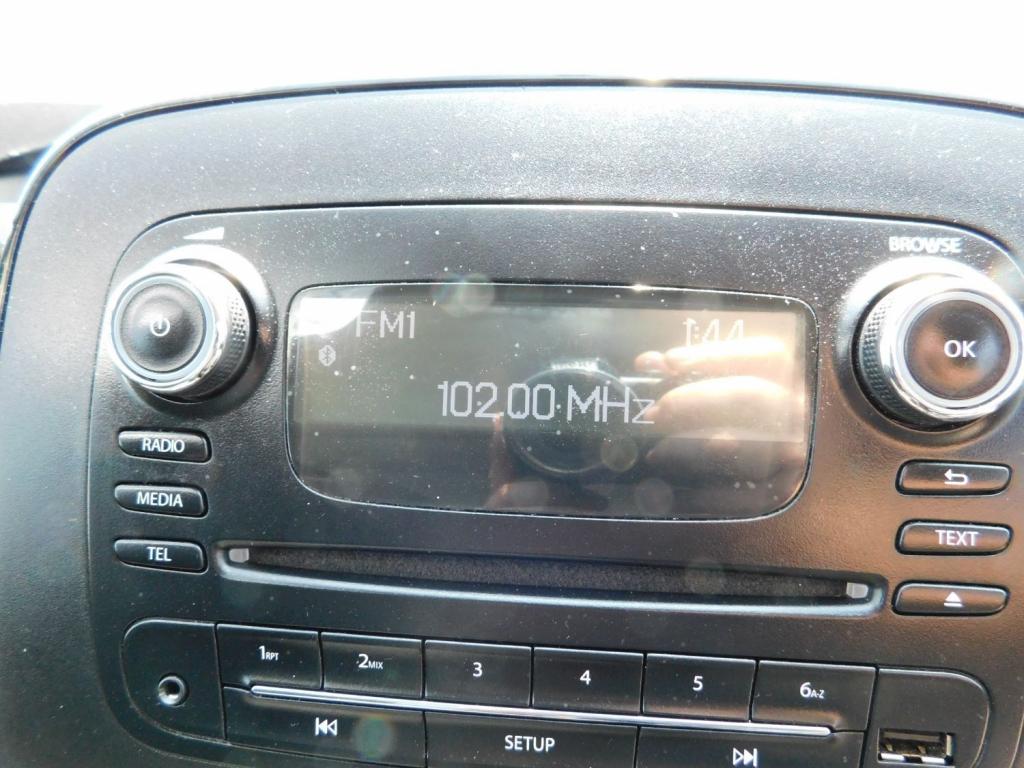 BROWSE
FM1 1:44
OK
102.00 MHz
RADIO
MEDIA
TEXT
TEL
1RPT 2MIX 3 4 5 6A-Z
SETUP